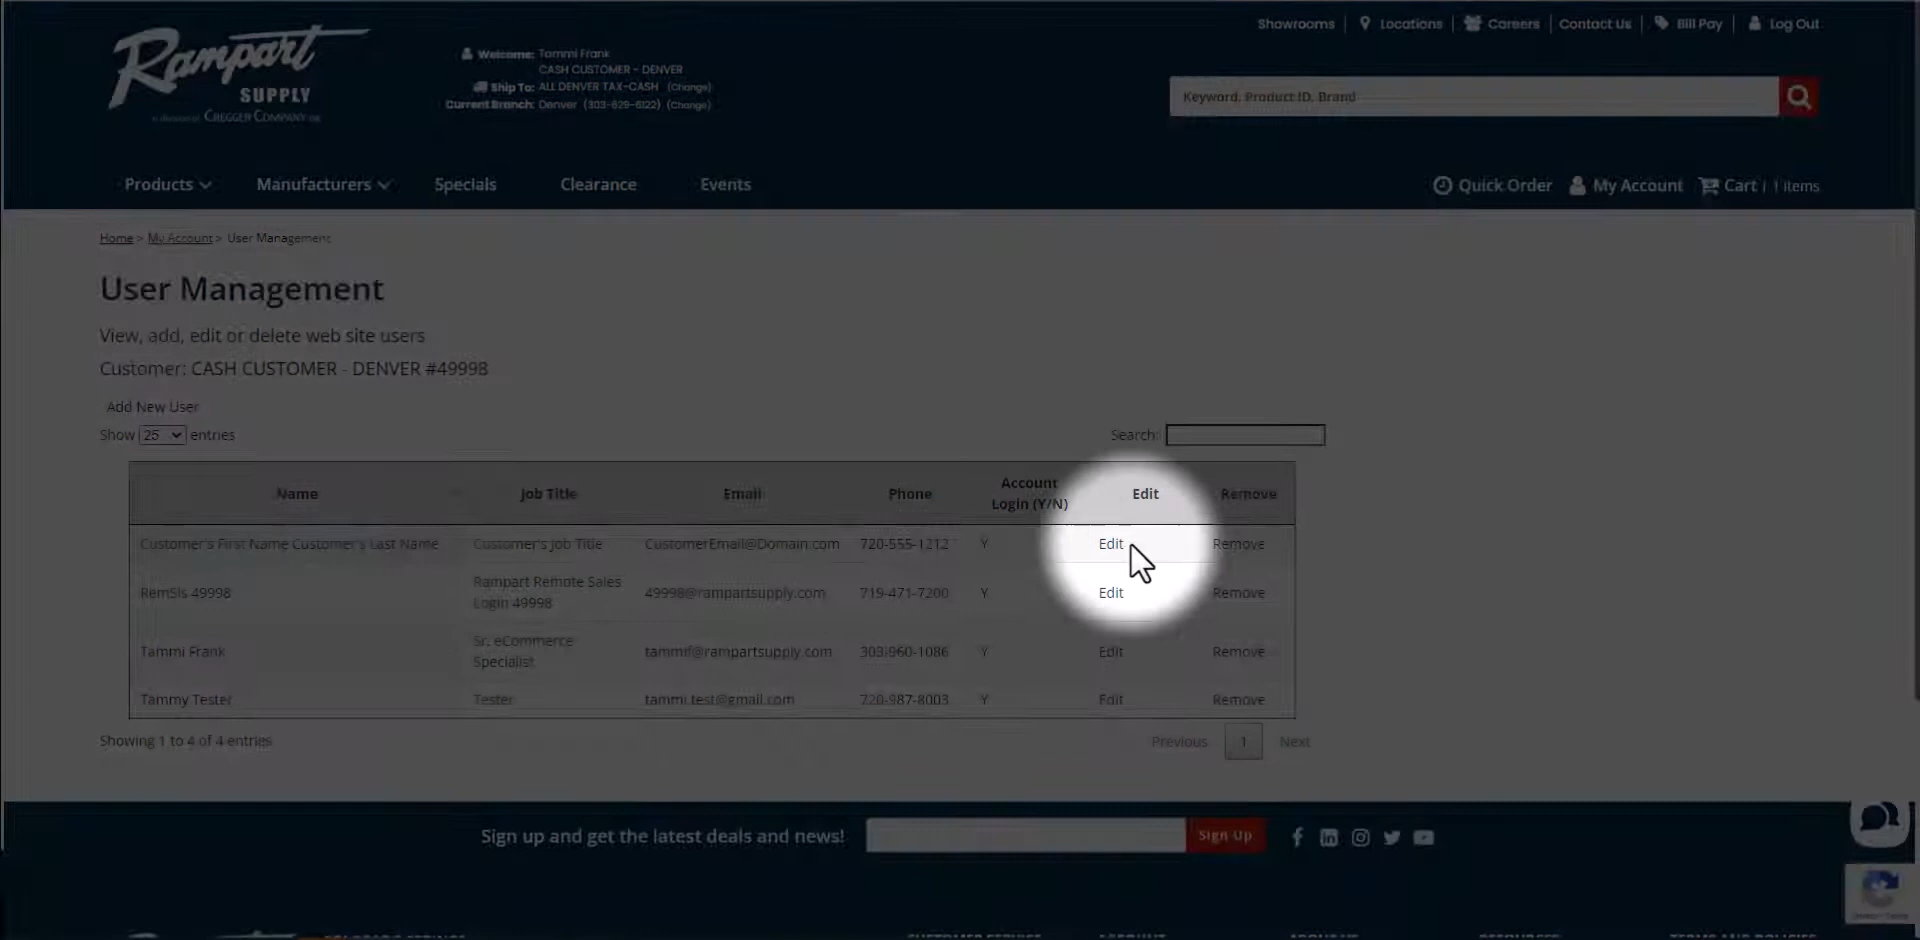 Showrooms
Locations
Careers
Contact Us
Bill Pay
Log Out
Rampart
SUPPLY
CREGGER COMPANY
Welcome: Tammi Frank
CASH CUSTOMER - DENVER
Ship To: ALL DENVER TAX-CASH (Change)
Current Branch: Denver (303-629-6122) (Change)
Keyword, Product ID, Brand
Products
Manufacturers
Specials
Clearance
Events
Quick Order
My Account
Cart | 1 items
Home > My Account > User Management
User Management
View, add, edit or delete web site users
Customer: CASH CUSTOMER - DENVER #49998
Add New User
Show 25 entries
Search:
Name Job Title Email Phone Account Login (Y/N) Edit Remove
Customer's First Name Customer's Last Name Customer's Job Title CustomerEmail@Domain.com 720-555-1212 Y Edit Remove
RemSls 49998 Rampart Remote Sales Login 49998 49998@rampartsupply.com 719-471-7200 Y Edit Remove
Tammi Frank Sr. eCommerce Specialist tammif@rampartsupply.com 303-960-1086 Y Edit Remove
Tammy Tester Tester tammi.test@gmail.com 720-987-8003 Y Edit Remove
Showing 1 to 4 of 4 entries
Previous 1 Next
Sign up and get the latest deals and news!
Sign Up